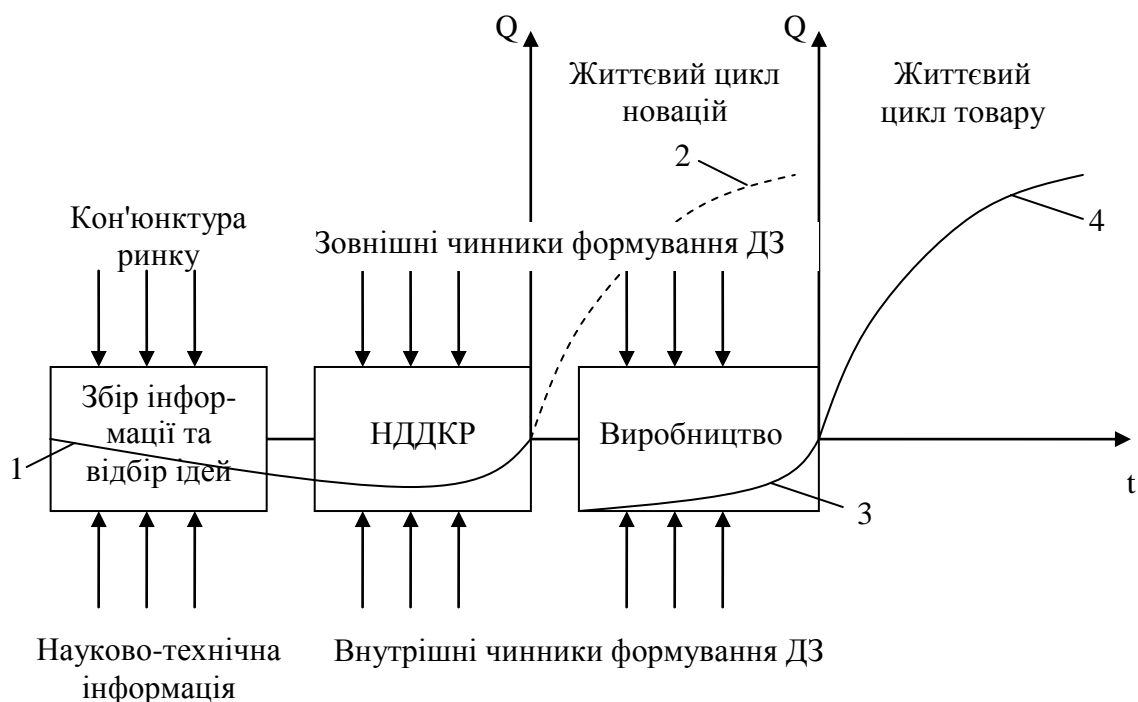 Q
Q
Життєвий цикл
новацій
Життєвий
цикл товару
2
Кон'юнктура
ринку
Зовнішні чинники формування ДЗ
4
Збір інфор-
мації та
відбір ідей
НДДКР
Виробництво
1
t
3
Науково-технічна
інформація
Внутрішні чинники формування ДЗ